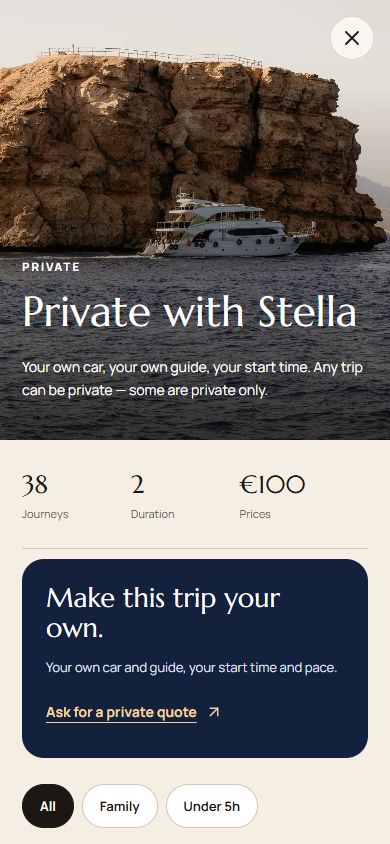 PRIVATE
Private with Stella
Your own car, your own guide, your start time. Any trip
can be private — some are private only.
38
2
€100
Journeys
Duration
Prices
Make this trip your
own.
Your own car and guide, your start time and pace.
Ask for a private quote
All
Family
Under 5h